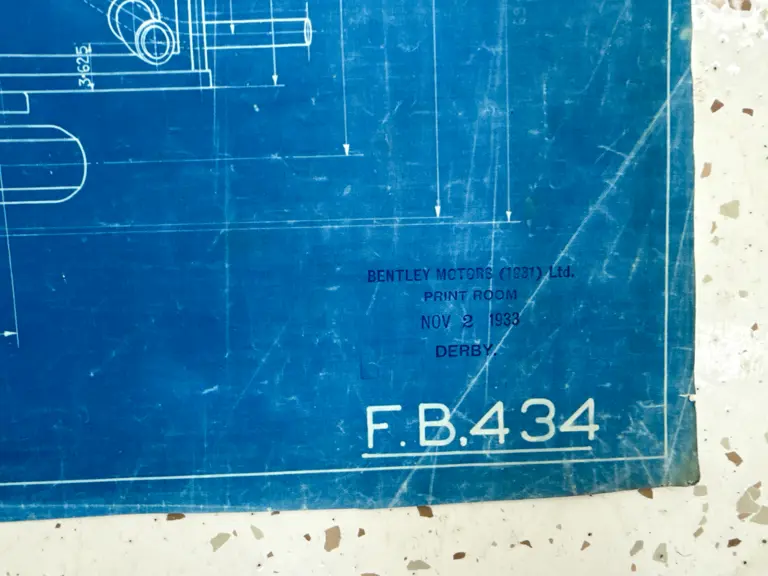 3·625
BENTLEY MOTORS (1931) Ltd.
PRINT ROOM
NOV 2 1933
DERBY.
F.B.434